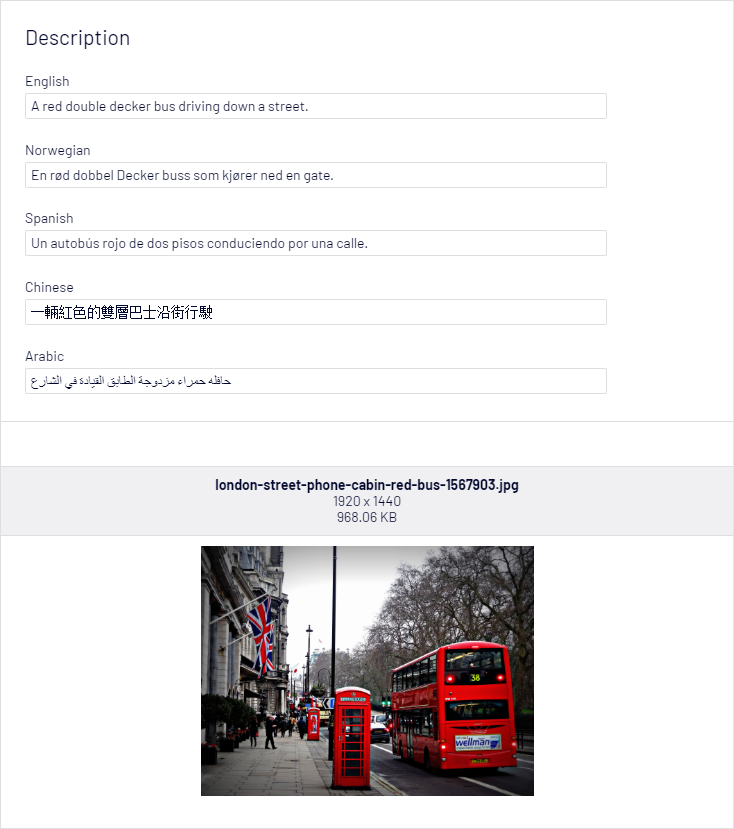 Description
English
A red double decker bus driving down a street.
Norwegian
En rød dobbel Decker buss som kjører ned en gate.
Spanish
Un autobús rojo de dos pisos conduciendo por una calle.
Chinese
一輛紅色的雙層巴士沿街行駛
Arabic
حافله حمراء مزدوجة الطابق القيادة في الشارع
london-street-phone-cabin-red-bus-1567903.jpg
1920 x 1440
968.06 KB
38
wellman